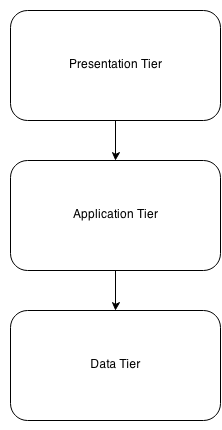 Presentation Tier
Application Tier
Data Tier